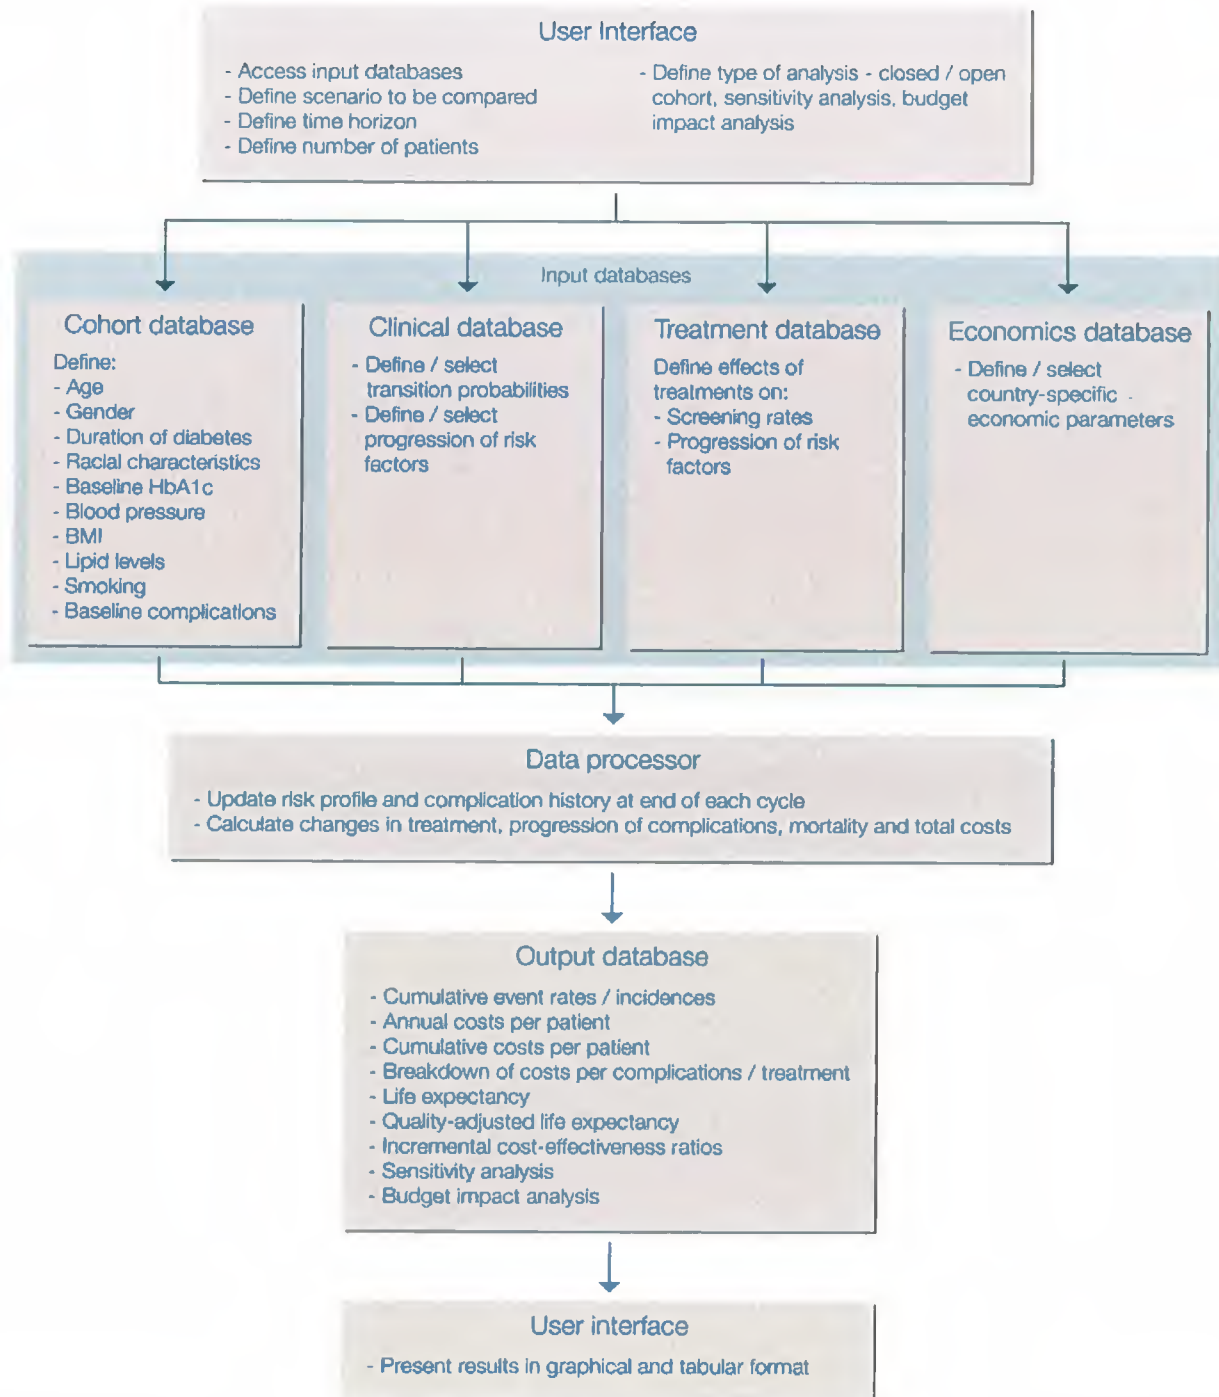 User Interface
- Access input databases
- Define scenario to be compared
- Define time horizon
- Define number of patients
- Define type of analysis - closed / open
cohort, sensitivity analysis, budget
impact analysis
Input databases
Cohort database
Define:
- Age
- Gender
- Duration of diabetes
- Racial characteristics
- Baseline HbA1c
- Blood pressure
- BMI
- Lipid levels
- Smoking
- Baseline complications
Clinical database
- Define / select
transition probabilities
- Define / select
progression of risk
factors
Treatment database
Define effects of
treatments on:
- Screening rates
- Progression of risk
factors
Economics database
- Define / select
country-specific -
economic parameters
Data processor
- Update risk profile and complication history at end of each cycle
- Calculate changes in treatment, progression of complications, mortality and total costs
Output database
- Cumulative event rates / incidences
- Annual costs per patient
- Cumulative costs per patient
- Breakdown of costs per complications / treatment
- Life expectancy
- Quality-adjusted life expectancy
- Incremental cost-effectiveness ratios
- Sensitivity analysis
- Budget impact analysis
User interface
- Present results in graphical and tabular format